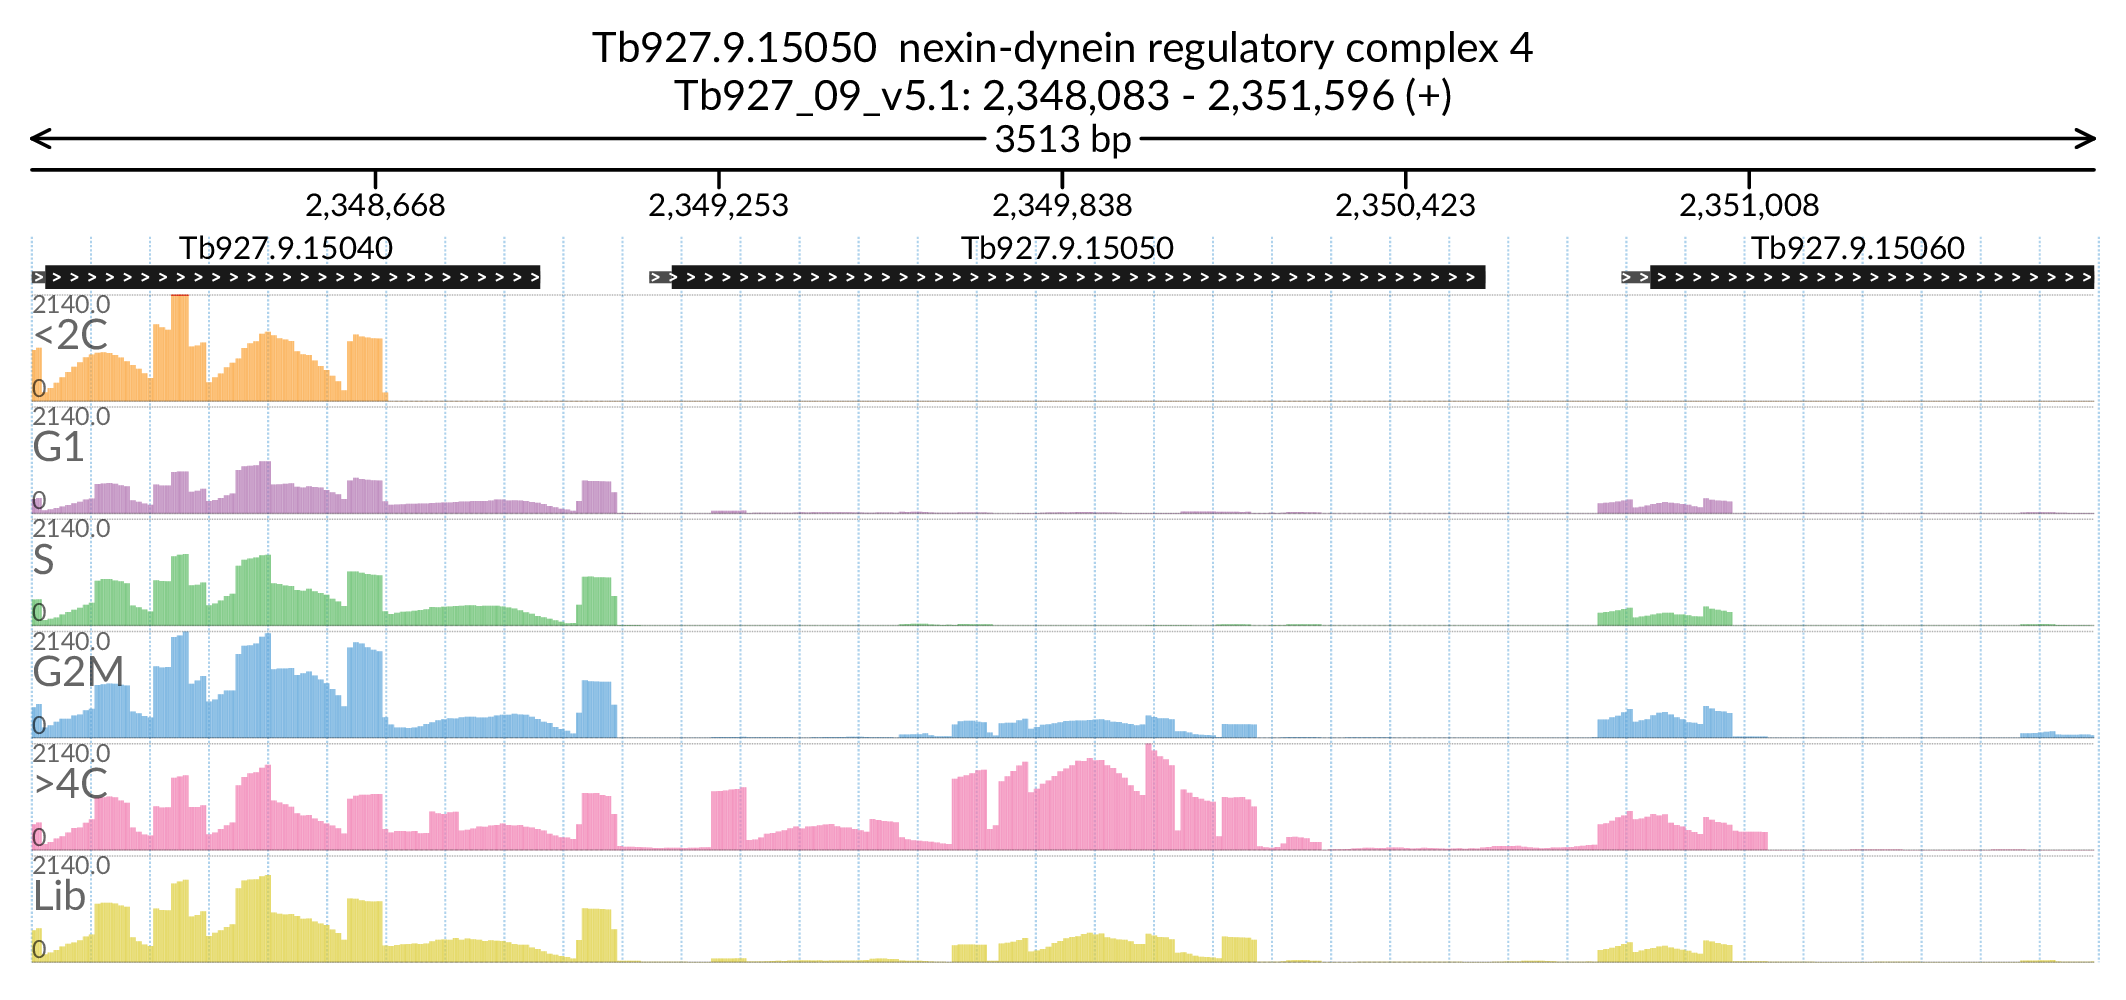 Tb927.9.15050  nexin-dynein regulatory complex 4
Tb927_09_v5.1: 2,348,083 - 2,351,596 (+)
3513 bp
2,348,668 2,349,253 2,349,838 2,350,423 2,351,008
Tb927.9.15040 Tb927.9.15050 Tb927.9.15060
2140.0
<2C
0
2140.0
G1
0
2140.0
S
0
2140.0
G2M
0
2140.0
>4C
0
2140.0
Lib
0